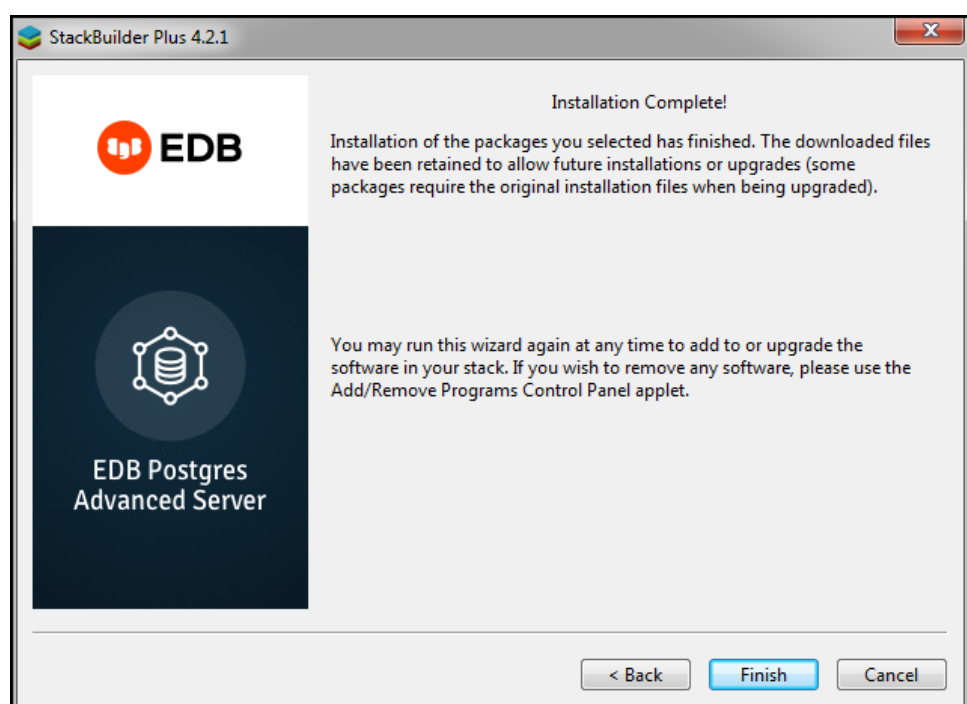 StackBuilder Plus 4.2.1
EDB
Installation Complete!
Installation of the packages you selected has finished. The downloaded files
have been retained to allow future installations or upgrades (some
packages require the original installation files when being upgraded).
You may run this wizard again at any time to add to or upgrade the
software in your stack. If you wish to remove any software, please use the
Add/Remove Programs Control Panel applet.
EDB Postgres
Advanced Server
< Back
Finish
Cancel